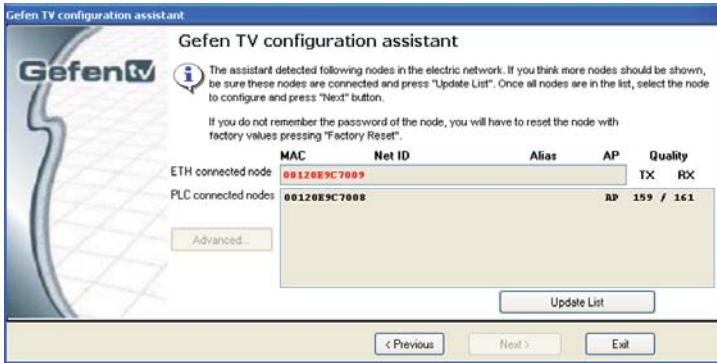 Gefen TV configuration assistant
Gefen tv
Gefen TV configuration assistant
The assistant detected following nodes in the electric network. If you think more nodes should be shown,
be sure these nodes are connected and press "Update List". Once all nodes are in the list, select the node
to configure and press "Next" button.
If you do not remember the password of the node, you will have to reset the node with
factory values pressing "Factory Reset".
MAC Net ID Alias AP Quality
ETH connected node 00120E9C7009 TX RX
PLC connected nodes 00120E9C7008 AP 159 / 161
Advanced...
Update List
< Previous Next > Exit